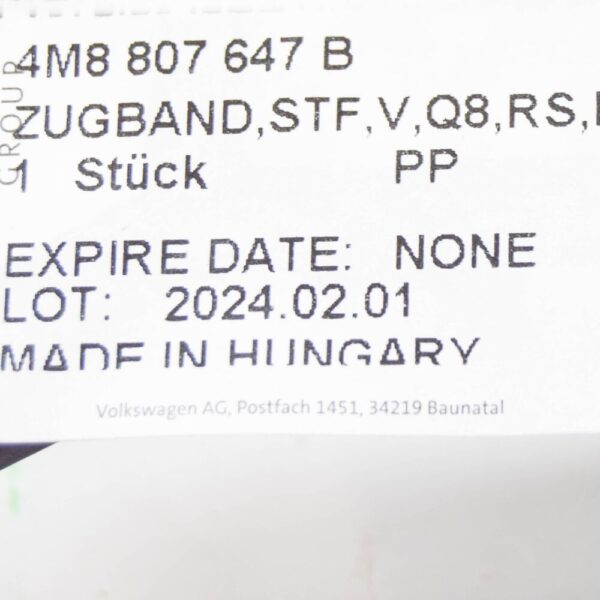 GROUP
4M8 807 647 B
ZUGBAND,STF,V,Q8,RS,
1 Stück PP
EXPIRE DATE: NONE
LOT: 2024.02.01
MADE IN HUNGARY
Volkswagen AG, Postfach 1451, 34219 Baunatal